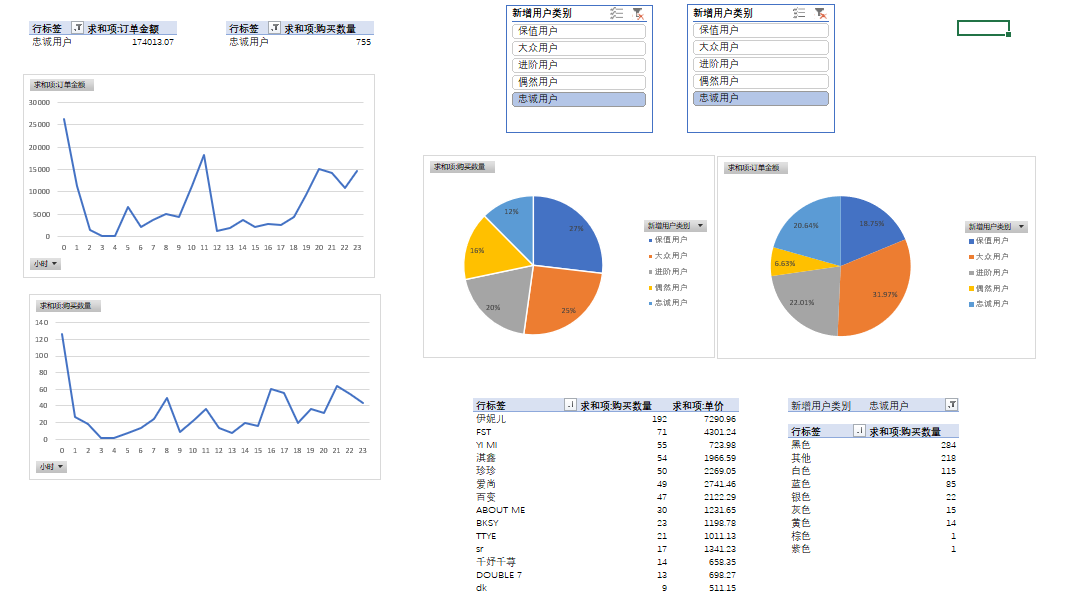 行标签 求和项:订单金额
忠诚用户 174013.07
行标签 求和项:购买数量
忠诚用户 755
新增用户类别
保值用户
大众用户
进阶用户
偶然用户
忠诚用户
新增用户类别
保值用户
大众用户
进阶用户
偶然用户
忠诚用户
求和项:订单金额
30000
25000
20000
15000
10000
5000
0
0 1 2 3 4 5 6 7 8 9 10 11 12 13 14 15 16 17 18 19 20 21 22 23
小时
求和项:购买数量
140
120
100
80
60
40
20
0
0 1 2 3 4 5 6 7 8 9 10 11 12 13 14 15 16 17 18 19 20 21 22 23
小时
求和项:购买数量
12%
27%
16%
20%
25%
新增用户类别
保值用户
大众用户
进阶用户
偶然用户
忠诚用户
求和项:订单金额
20.64%
18.75%
6.63%
22.01%
31.97%
新增用户类别
保值用户
大众用户
进阶用户
偶然用户
忠诚用户
行标签 求和项:购买数量 求和项:单价
伊妮儿 192 7290.96
FST 71 4301.24
YI MI 55 723.98
淇鑫 54 1966.59
珍珍 50 2269.05
爱尚 49 2741.46
百变 47 2122.29
ABOUT ME 30 1231.65
BKSY 23 1198.78
TTYE 21 1011.13
sr 17 1341.23
千妤千荨 14 658.35
DOUBLE 7 13 698.27
dk 9 511.15
新增用户类别 忠诚用户
行标签 求和项:购买数量
黑色 284
其他 218
白色 115
蓝色 85
银色 22
灰色 15
黄色 14
棕色 1
紫色 1